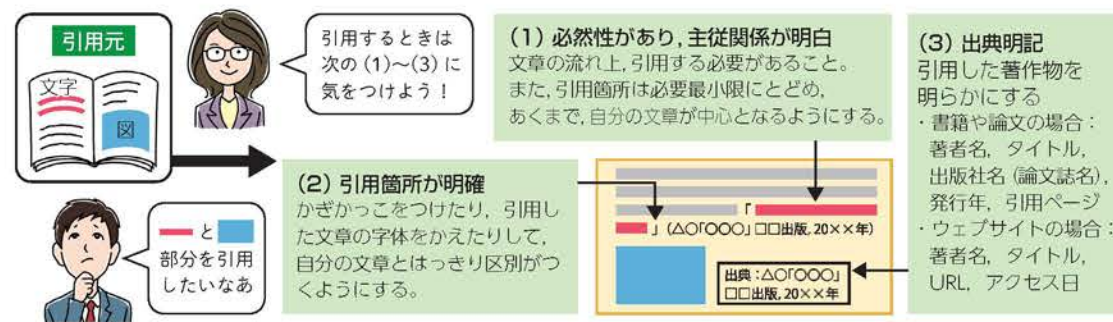 引用元
文字
図
引用するときは
次の(1)~(3)に
気をつけよう!
と
部分を引用
したいなあ
(1) 必然性があり,主従関係が明白
文章の流れ上,引用する必要があること。
また,引用箇所は必要最小限にとどめ,
あくまで,自分の文章が中心となるようにする。
(2) 引用箇所が明確
かぎかっこをつけたり, 引用し
た文章の字体をかえたりして,
自分の文章とはっきり区別がつ
くようにする。
「
」(△○「○○○」□□出版, 20××年)
出典:△○「○○○」
□□出版, 20××年
(3) 出典明記
引用した著作物を
明らかにする
・書籍や論文の場合:
著者名, タイトル,
出版社名(論文誌名),
発行年, 引用ページ
・ウェブサイトの場合:
著者名, タイトル,
URL, アクセス日